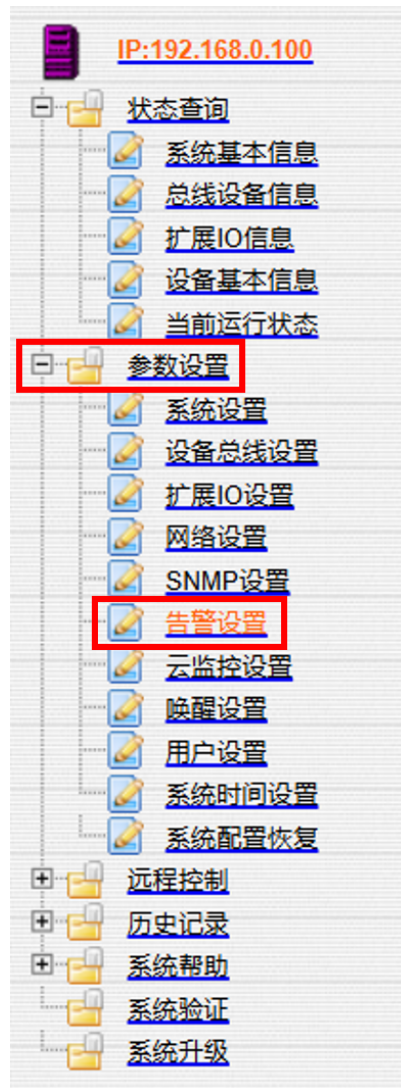 IP:192.168.0.100
状态查询
系统基本信息
总线设备信息
扩展IO信息
设备基本信息
当前运行状态
参数设置
系统设置
设备总线设置
扩展IO设置
网络设置
SNMP设置
告警设置
云监控设置
唤醒设置
用户设置
系统时间设置
系统配置恢复
远程控制
历史记录
系统帮助
系统验证
系统升级